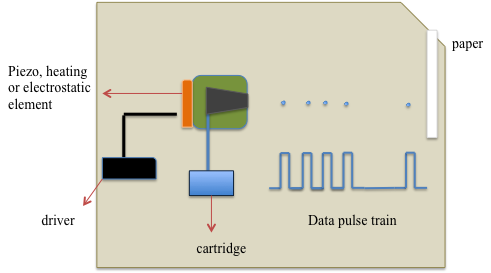 paper
Piezo, heating
or electrostatic
element
driver
cartridge
Data pulse train